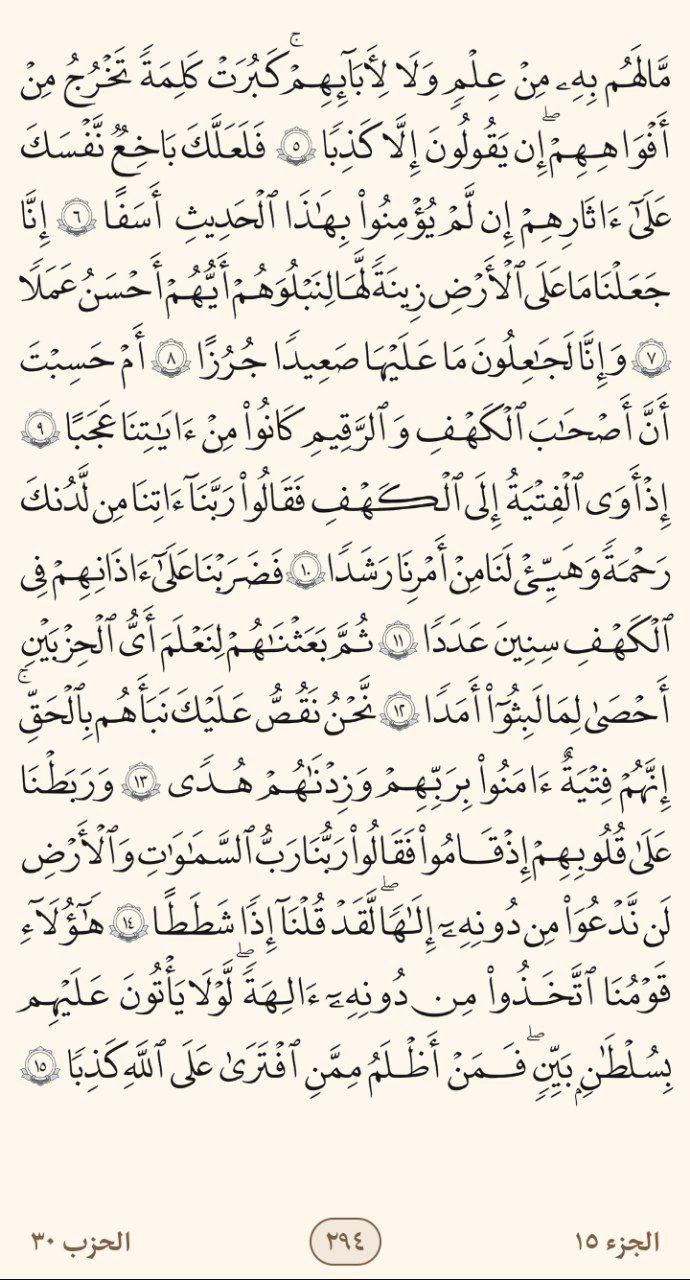 مَّا لَهُم بِهِۦ مِنْ عِلْمٍ وَلَا لِأَبَآئِهِمْۚ كَبُرَتْ كَلِمَةً تَخْرُجُ مِنْ
أَفْوَاهِهِمْۖ إِن يَقُولُونَ إِلَّا كَذِبًا ٥ فَلَعَلَّكَ بَاخِعٌ نَّفْسَكَ
عَلَىٰٓ ءَاثَارِهِمْ إِن لَّمْ يُؤْمِنُوا۟ بِهَـٰذَا ٱلْحَدِيثِ أَسَفًا ٦ إِنَّا
جَعَلْنَا مَا عَلَى ٱلْأَرْضِ زِينَةً لَّهَا لِنَبْلُوَهُمْ أَيُّهُمْ أَحْسَنُ عَمَلًا
٧ وَإِنَّا لَجَـٰعِلُونَ مَا عَلَيْهَا صَعِيدًا جُرُزًا ٨ أَمْ حَسِبْتَ
أَنَّ أَصْحَـٰبَ ٱلْكَهْفِ وَٱلرَّقِيمِ كَانُوا۟ مِنْ ءَايَـٰتِنَا عَجَبًا ٩
إِذْ أَوَى ٱلْفِتْيَةُ إِلَى ٱلْكَهْفِ فَقَالُوا۟ رَبَّنَآ ءَاتِنَا مِن لَّدُنكَ
رَحْمَةً وَهَيِّئْ لَنَا مِنْ أَمْرِنَا رَشَدًا ١٠ فَضَرَبْنَا عَلَىٰٓ ءَاذَانِهِمْ فِى
ٱلْكَهْفِ سِنِينَ عَدَدًا ١١ ثُمَّ بَعَثْنَـٰهُمْ لِنَعْلَمَ أَىُّ ٱلْحِزْبَيْنِ
أَحْصَىٰ لِمَا لَبِثُوٓا۟ أَمَدًا ١٢ نَّحْنُ نَقُصُّ عَلَيْكَ نَبَأَهُم بِٱلْحَقِّۚ
إِنَّهُمْ فِتْيَةٌ ءَامَنُوا۟ بِرَبِّهِمْ وَزِدْنَـٰهُمْ هُدًى ١٣ وَرَبَطْنَا
عَلَىٰ قُلُوبِهِمْ إِذْ قَامُوا۟ فَقَالُوا۟ رَبُّنَا رَبُّ ٱلسَّمَـٰوَٰتِ وَٱلْأَرْضِ
لَن نَّدْعُوَا۟ مِن دُونِهِۦٓ إِلَـٰهًاۖ لَّقَدْ قُلْنَآ إِذًا شَطَطًا ١٤ هَـٰٓؤُلَآءِ
قَوْمُنَا ٱتَّخَذُوا۟ مِن دُونِهِۦٓ ءَالِهَةًۖ لَّوْلَا يَأْتُونَ عَلَيْهِم
بِسُلْطَـٰنٍۭ بَيِّنٍۖ فَمَنْ أَظْلَمُ مِمَّنِ ٱفْتَرَىٰ عَلَى ٱللَّهِ كَذِبًا ١٥
الجزء ١٥ ٢٩٤ الحزب ٣٠